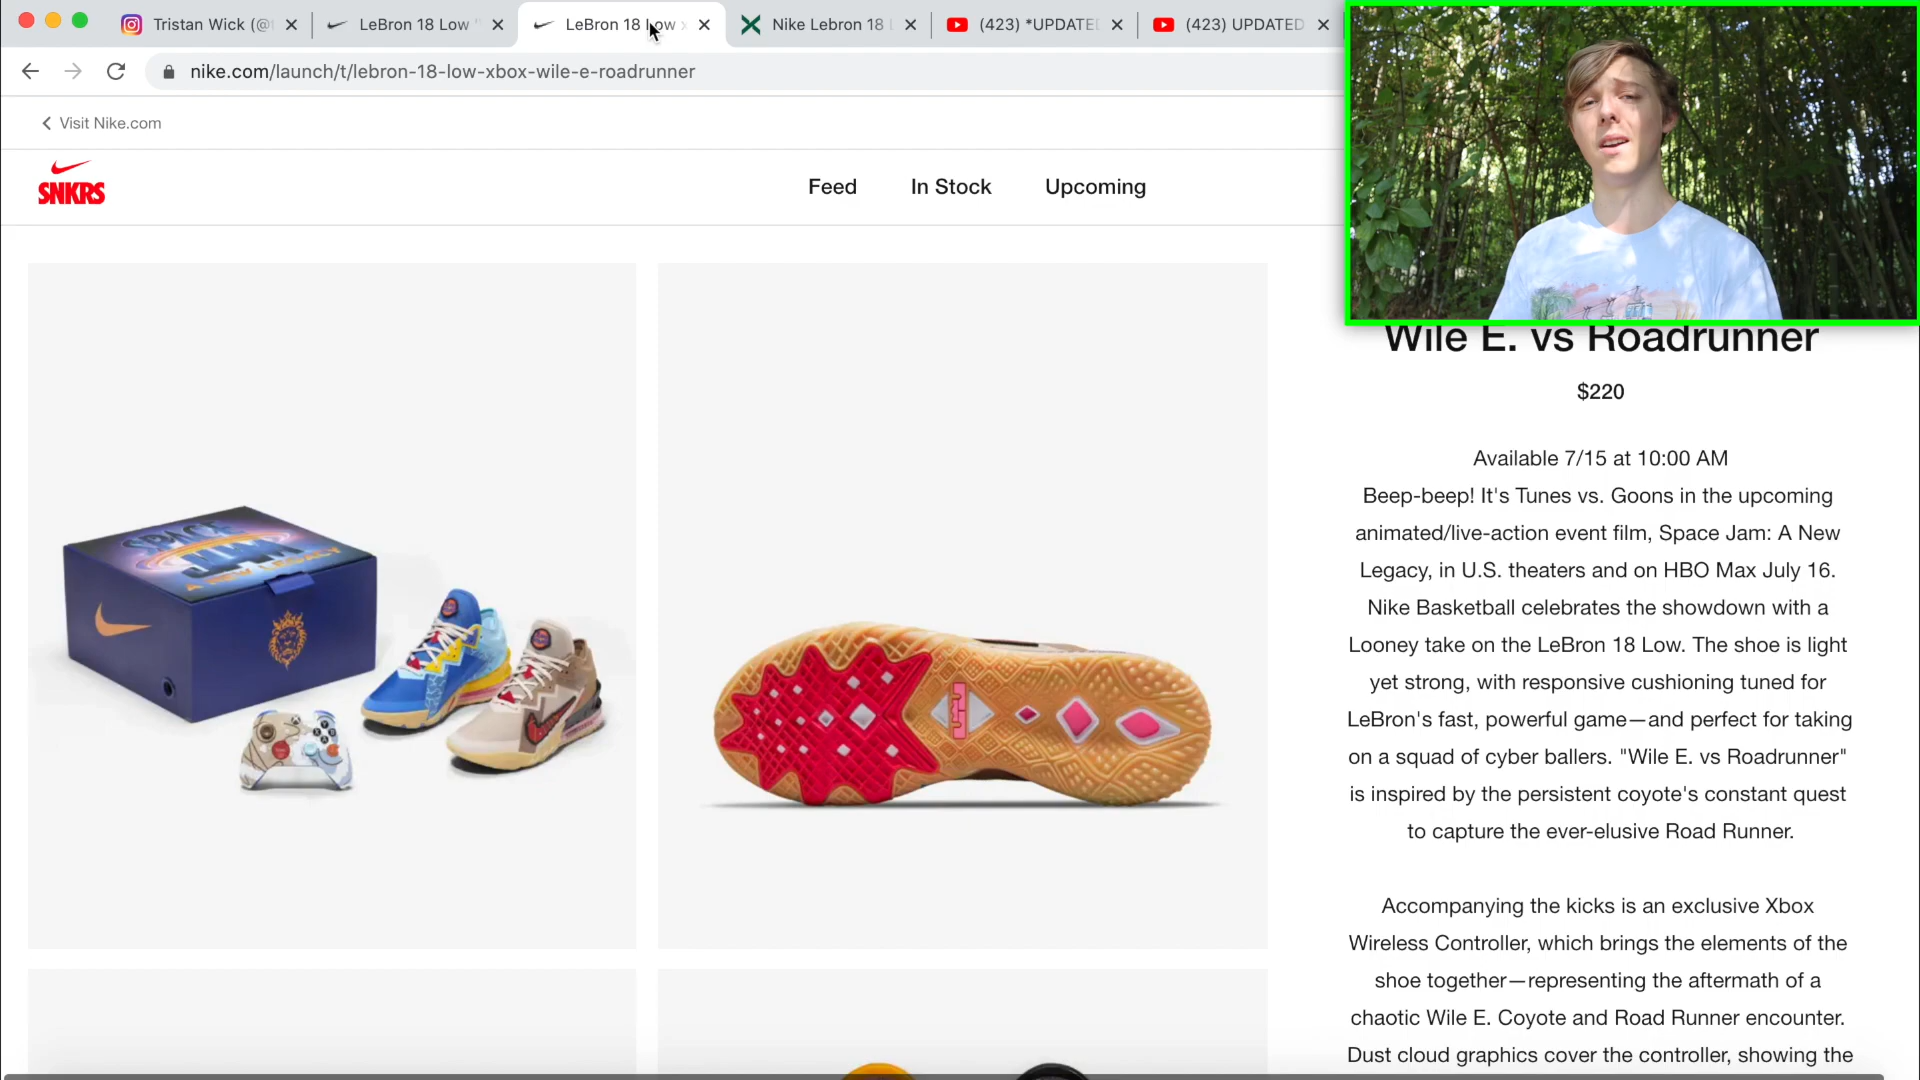 Tristan Wick (@t
LeBron 18 Low
LeBron 18 Low
Nike Lebron 18 L
(423) *UPDATE
(423) UPDATED
nike.com/launch/t/lebron-18-low-xbox-wile-e-roadrunner
Visit Nike.com
SNKRS
Feed
In Stock
Upcoming
SPACE
JAM
A NEW LEGACY
Wile E. vs Roadrunner
$220
Available 7/15 at 10:00 AM
Beep-beep! It's Tunes vs. Goons in the upcoming
animated/live-action event film, Space Jam: A New
Legacy, in U.S. theaters and on HBO Max July 16.
Nike Basketball celebrates the showdown with a
Looney take on the LeBron 18 Low. The shoe is light
yet strong, with responsive cushioning tuned for
LeBron's fast, powerful game—and perfect for taking
on a squad of cyber ballers. "Wile E. vs Roadrunner"
is inspired by the persistent coyote's constant quest
to capture the ever-elusive Road Runner.
Accompanying the kicks is an exclusive Xbox
Wireless Controller, which brings the elements of the
shoe together—representing the aftermath of a
chaotic Wile E. Coyote and Road Runner encounter.
Dust cloud graphics cover the controller, showing the